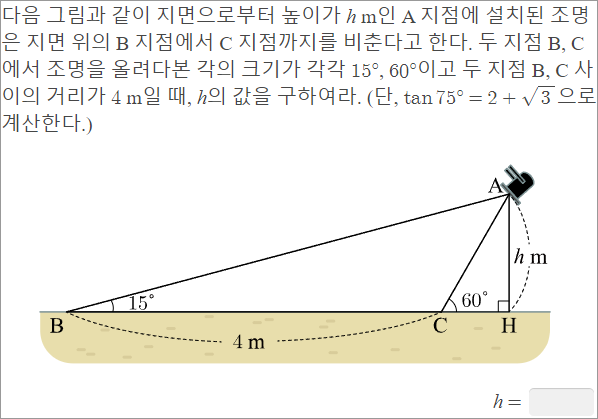 다음 그림과 같이 지면으로부터 높이가 h m인 A 지점에 설치된 조명
은 지면 위의 B 지점에서 C 지점까지를 비춘다고 한다. 두 지점 B, C
에서 조명을 올려다본 각의 크기가 각각 15°, 60°이고 두 지점 B, C 사
이의 거리가 4 m일 때, h의 값을 구하여라. (단, tan 75° = 2 + √3 으로
계산한다.)
A
h m
15°
60°
B
C
H
4 m
h =